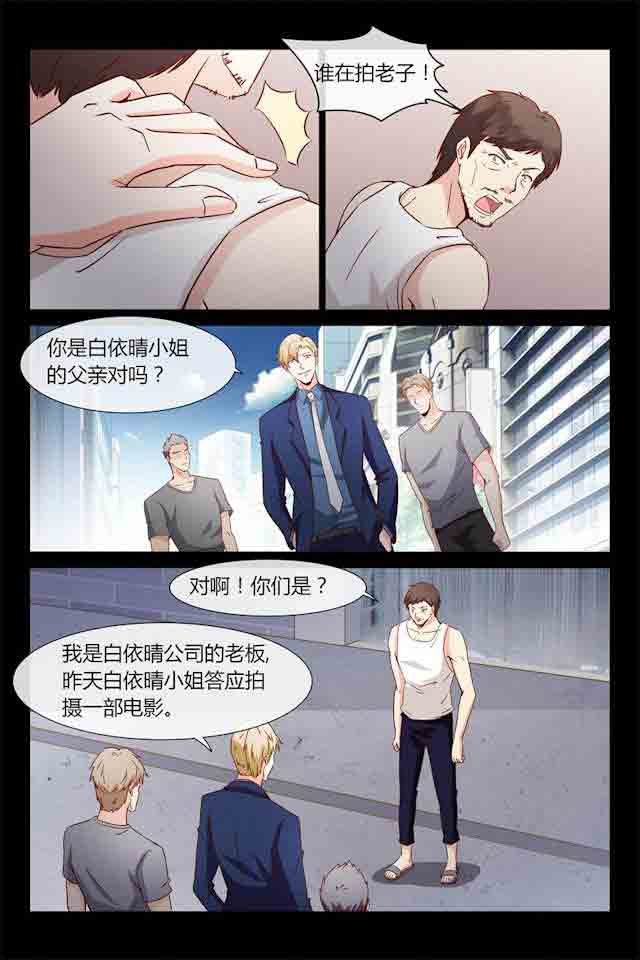 谁在拍老子！
你是白依晴小姐
的父亲对吗？
对啊！你们是？
我是白依晴公司的老板,
昨天白依晴小姐答应拍
摄一部电影。